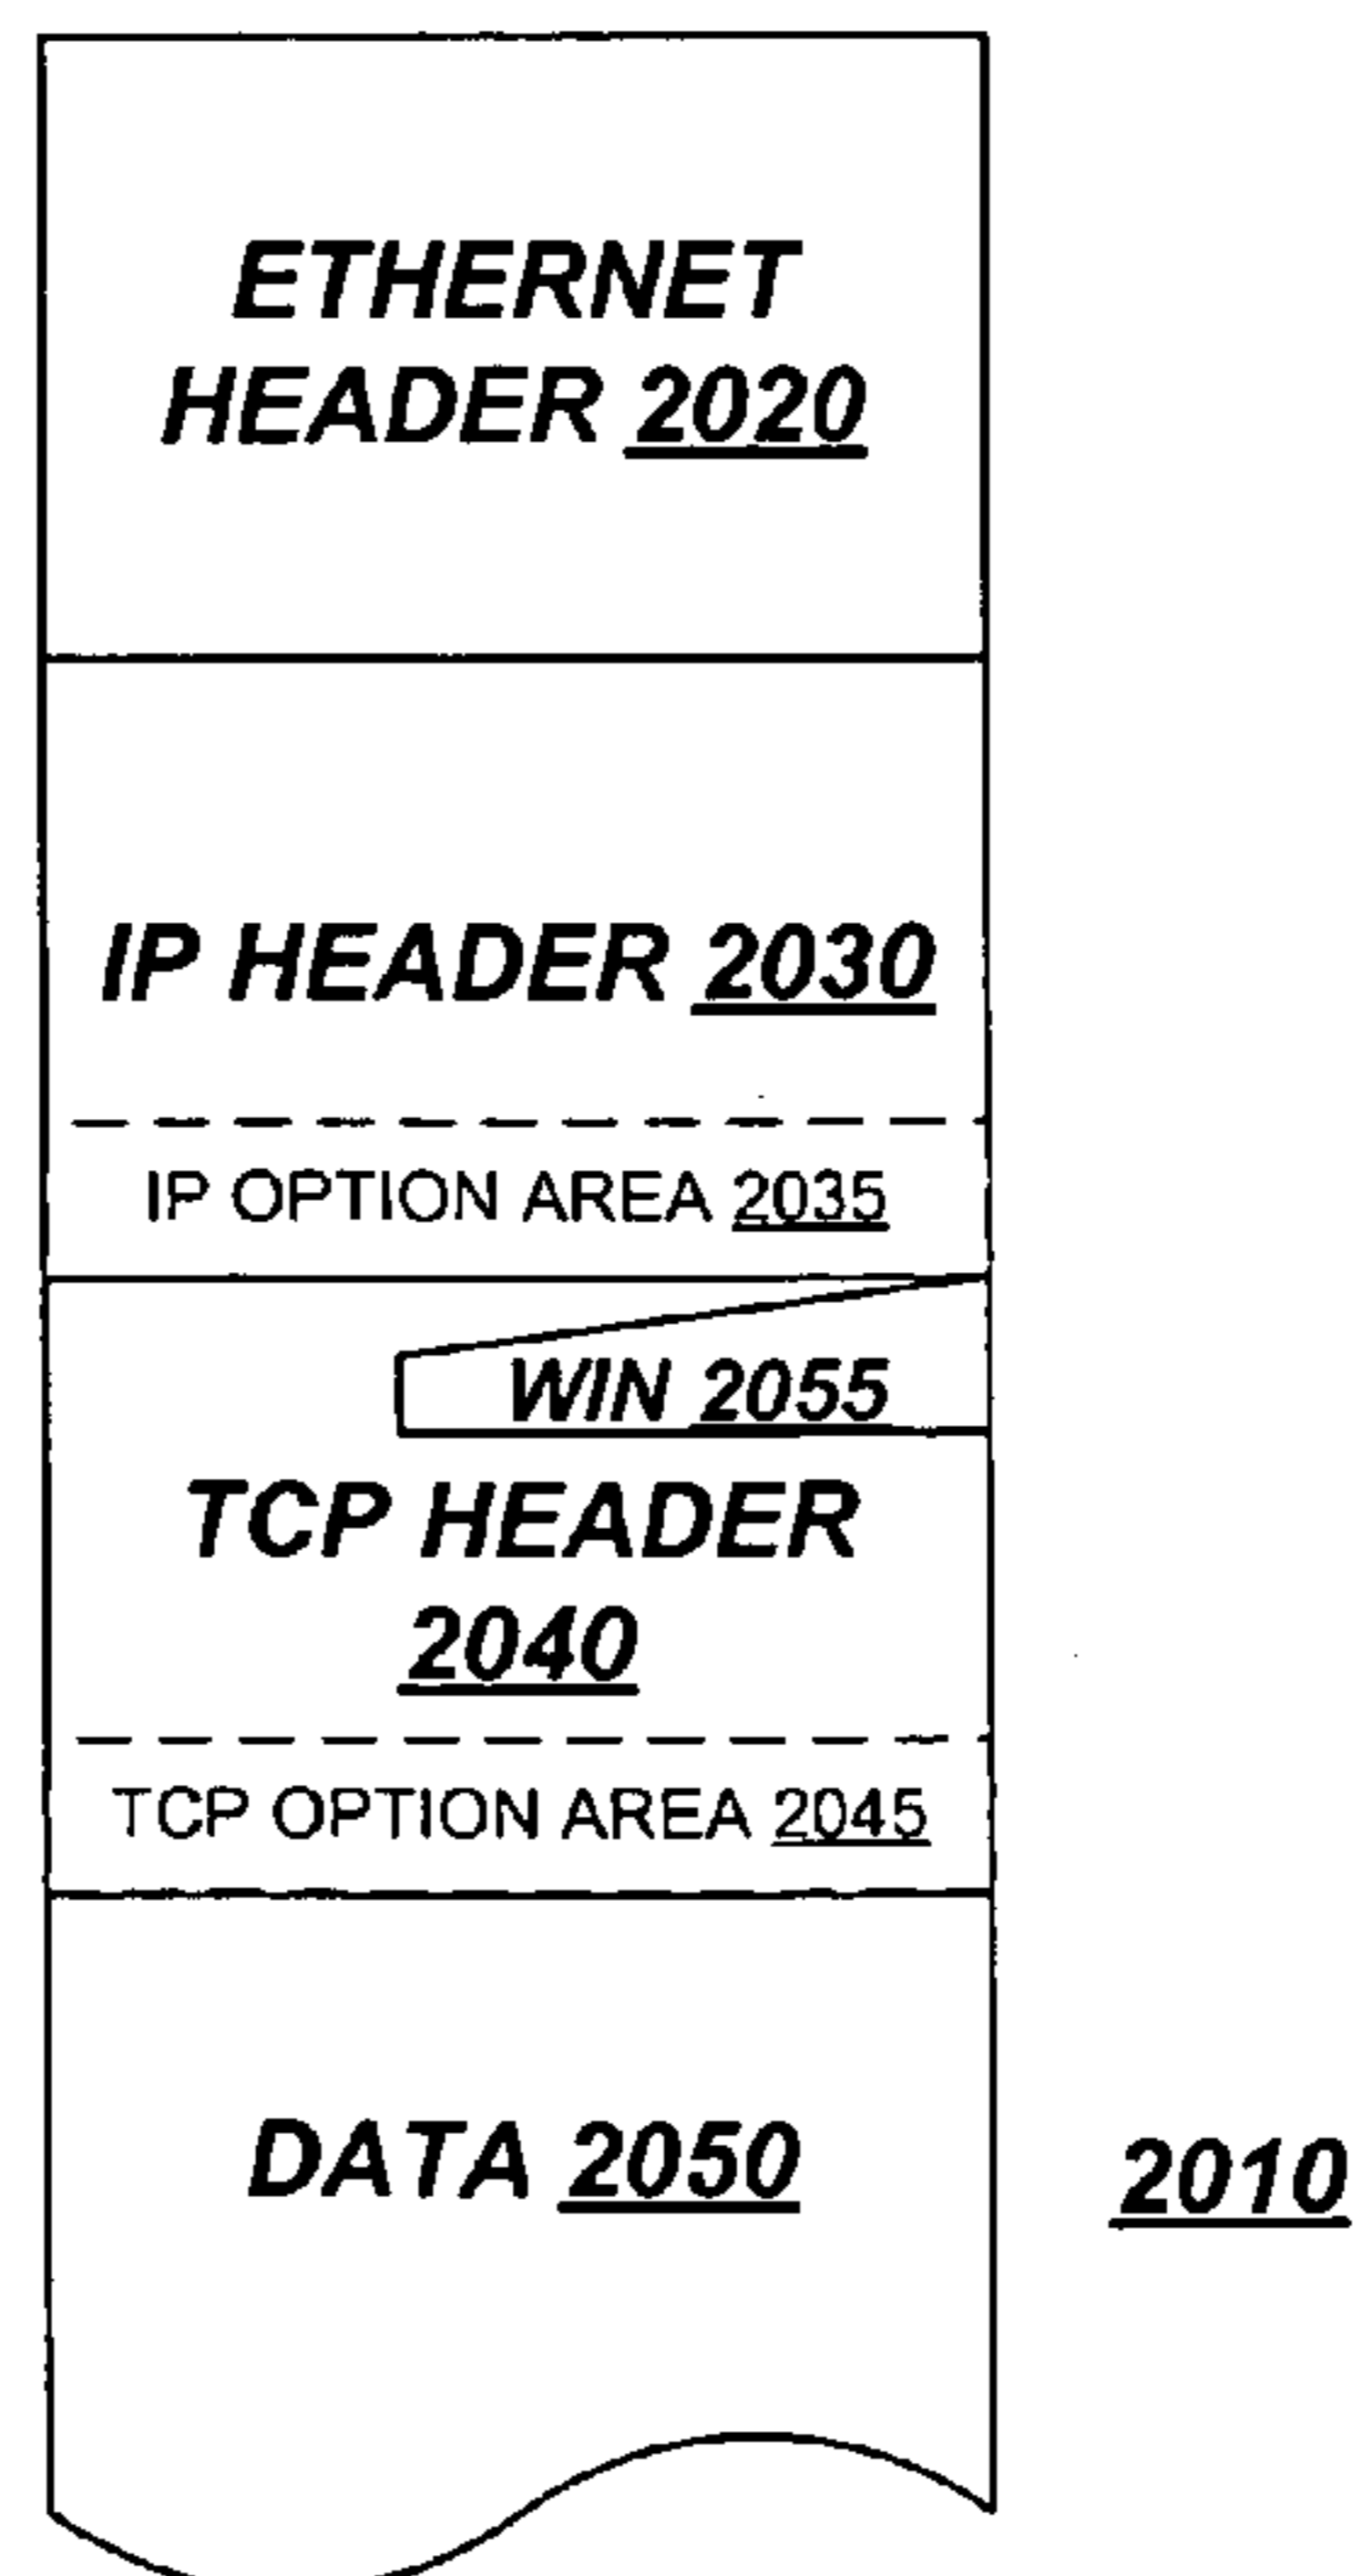 ETHERNET
HEADER 2020
IP HEADER 2030
IP OPTION AREA 2035
WIN 2055
TCP HEADER
2040
TCP OPTION AREA 2045
DATA 2050
2010